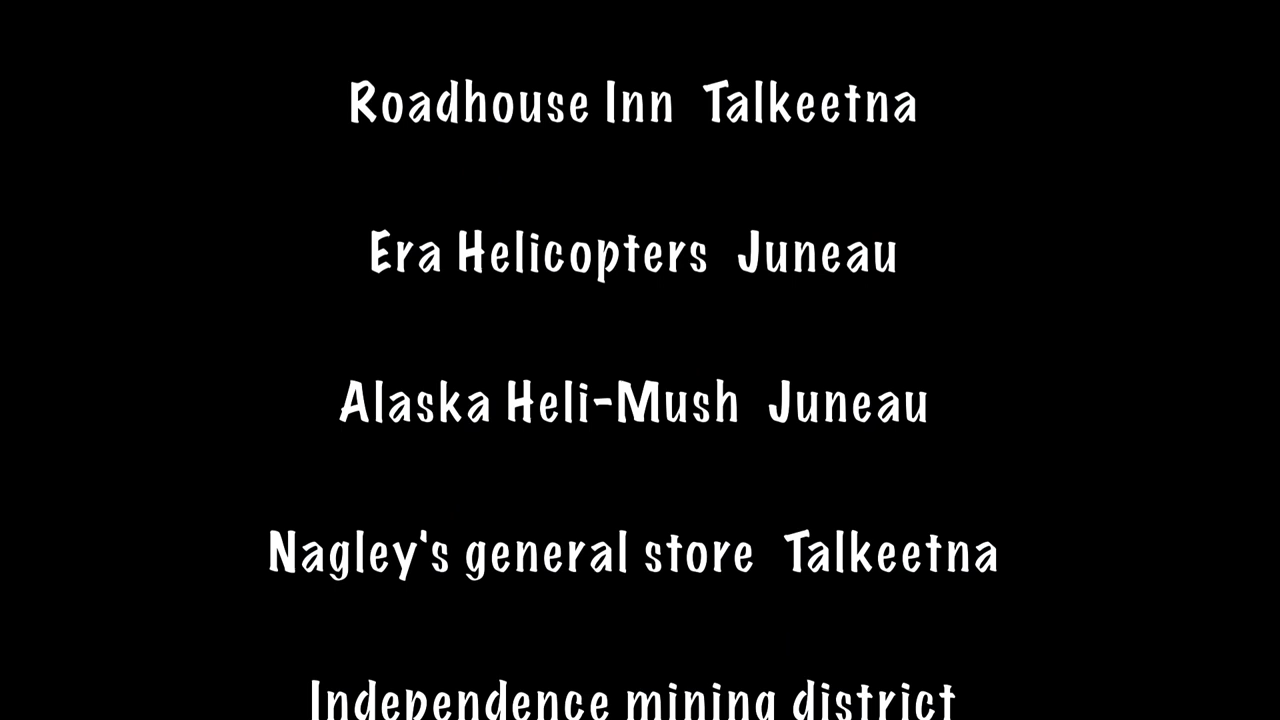 Roadhouse Inn Talkeetna
Era Helicopters Juneau
Alaska Heli-Mush Juneau
Nagley's general store Talkeetna
Independence mining district